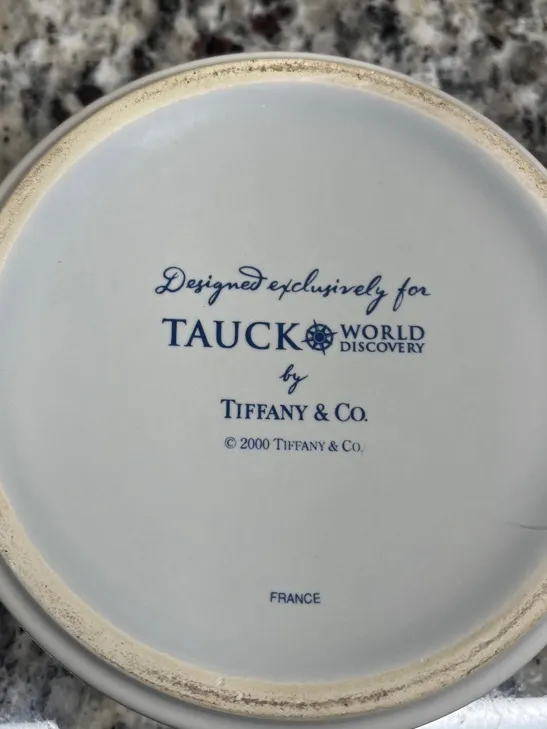 Designed exclusively for
TAUCK WORLD DISCOVERY
by
TIFFANY & CO.
© 2000 TIFFANY & CO.
FRANCE